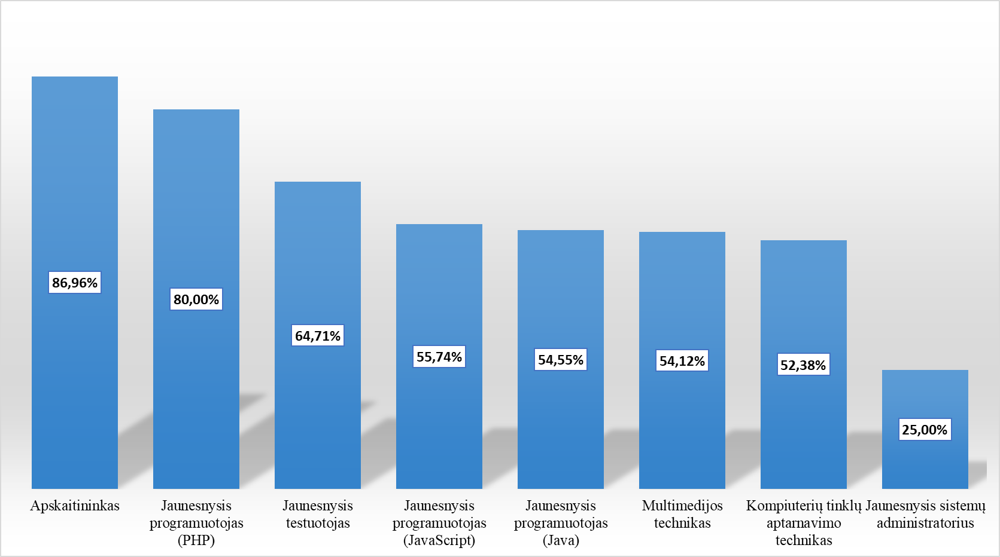 86,96%
80,00%
64,71%
55,74%
54,55%
54,12%
52,38%
25,00%
Apskaitininkas
Jaunesnysis
programuotojas
(PHP)
Jaunesnysis
testuotojas
Jaunesnysis
programuotojas
(JavaScript)
Jaunesnysis
programuotojas
(Java)
Multimedijos
technikas
Kompiuterių tinklų
aptarnavimo
technikas
Jaunesnysis sistemų
administratorius